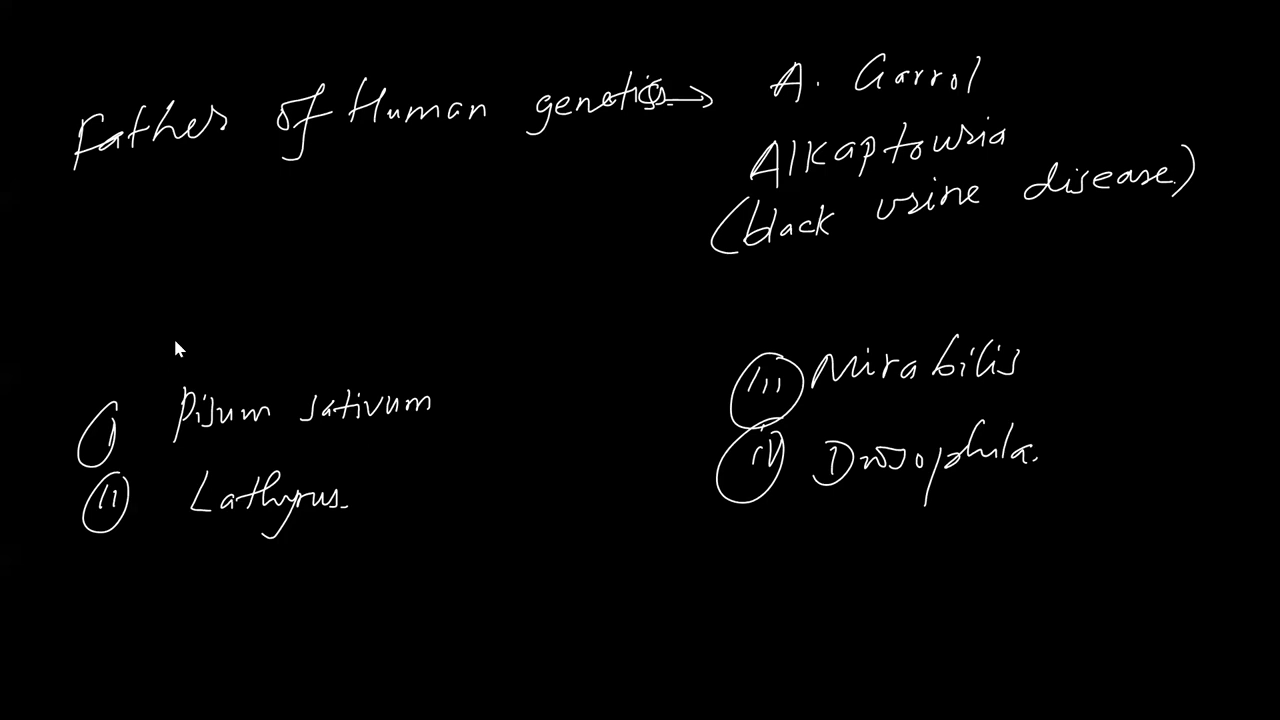 Father of Human genetics → A. Garrol
Alkaptouria
(black urine disease.)
(i) Pisum sativum
(ii) Lathyrus.
(iii) Mirabilis
(iv) Drosophila.